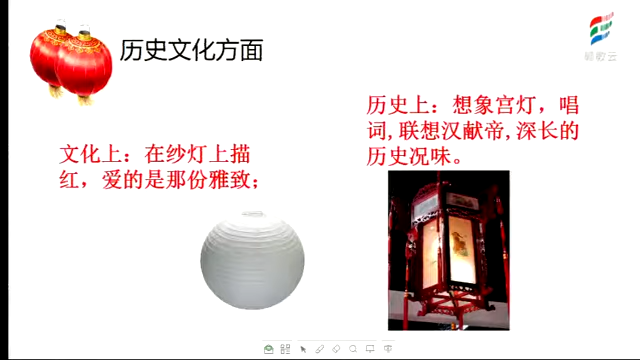 历史文化方面
历史上：想象宫灯，唱
词,联想汉献帝,深长的
历史况味。
文化上：在纱灯上描
红，爱的是那份雅致；